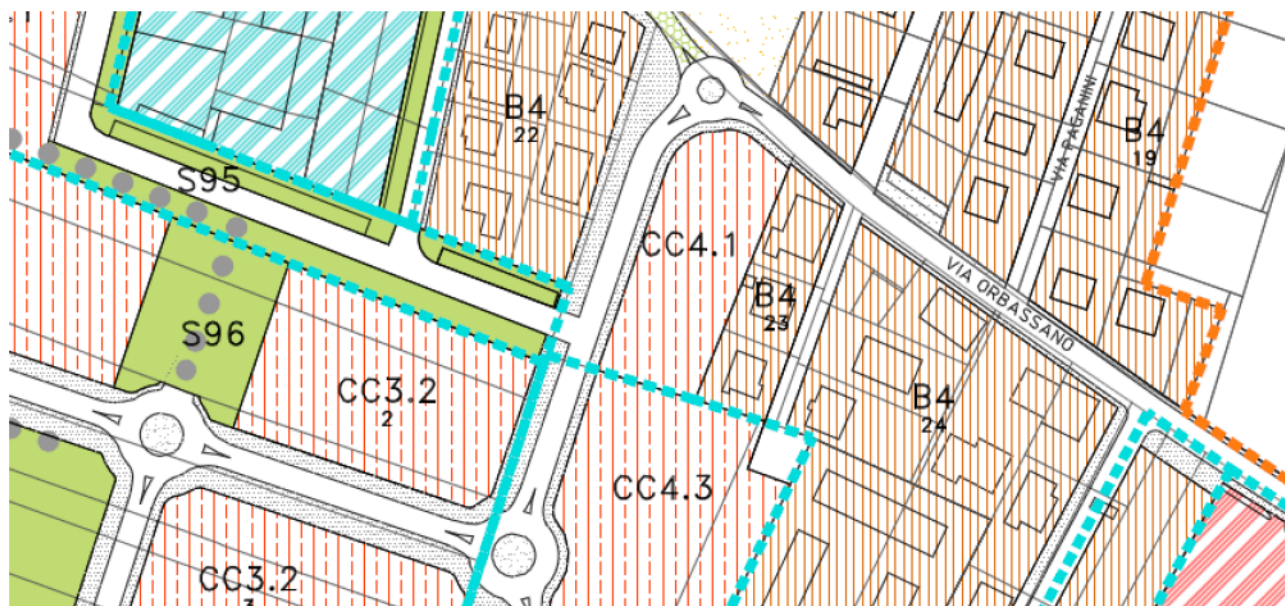 B4
22
B4
19
VIA PAGANINI
S95
CC4.1
VIA ORBASSANO
B4
23
S96
CC3.2
2
B4
24
CC4.3
CC3.2